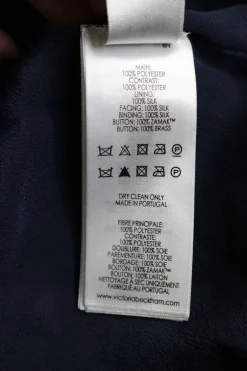 MAIN:
100% POLYESTER
CONTRAST:
100% POLYESTER
LINING:
100% SILK
FACING: 100% SILK
BINDING: 100% SILK
BUTTON: 100% ZAMAK™
BUTTON: 100% BRASS
DRY CLEAN ONLY
MADE IN PORTUGAL
FIBRE PRINCIPALE:
100% POLYESTER
CONTRASTE:
100% POLYESTER
DOUBLURE: 100% SOIE
PAREMENTURE: 100% SOIE
BORDAGE: 100% SOIE
BOUTON: 100% ZAMAK™
BOUTON: 100% LAITON
NETTOYAGE A SEC UNIQUEMENT
FABRIQUÉ AU PORTUGAL
www.victoriabeckham.com